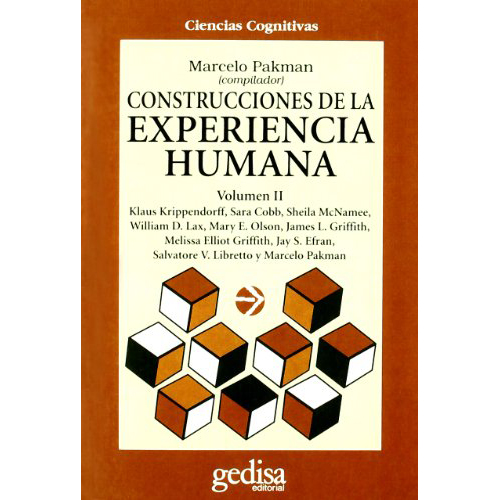 Ciencias Cognitivas
Marcelo Pakman
(compilador)
CONSTRUCCIONES DE LA
EXPERIENCIA
HUMANA
Volumen II
Klaus Krippendorff, Sara Cobb, Sheila McNamee,
William D. Lax, Mary E. Olson, James L. Griffith,
Melissa Elliot Griffith, Jay S. Efran,
Salvatore V. Libretto y Marcelo Pakman
gedisa
editorial